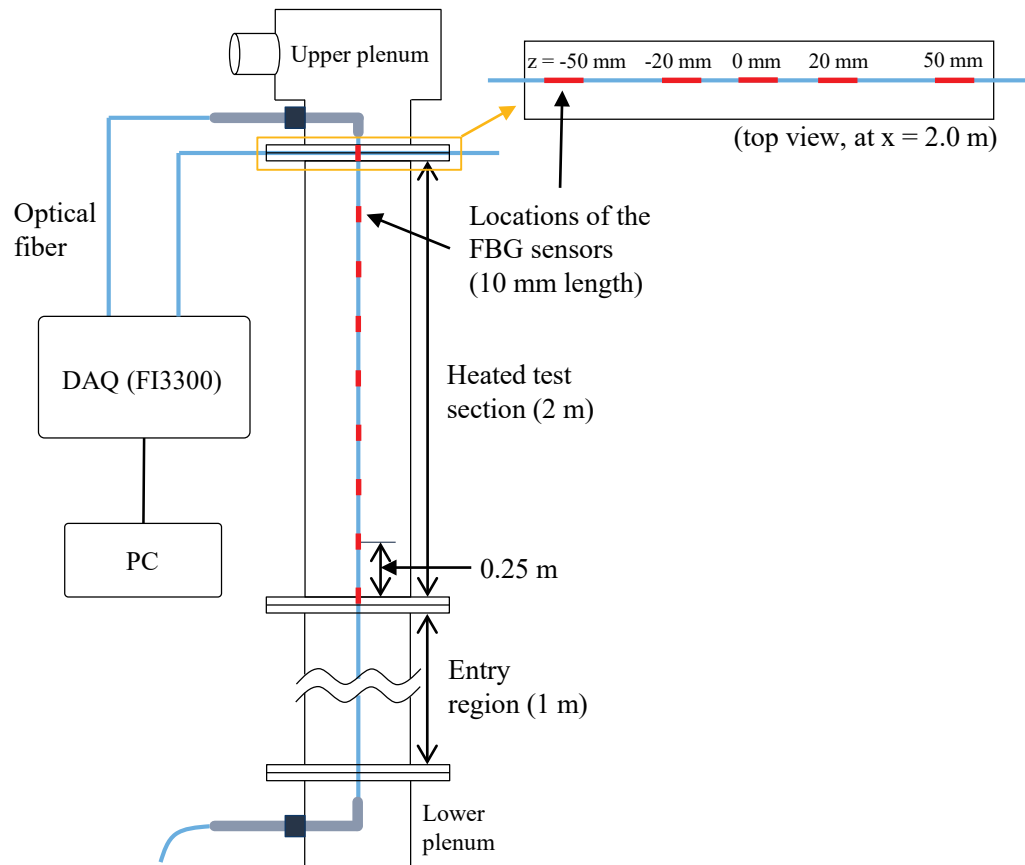 Upper plenum
z = -50 mm
-20 mm
0 mm
20 mm
50 mm
(top view, at x = 2.0 m)
Optical
fiber
Locations of the
FBG sensors
(10 mm length)
DAQ (FI3300)
Heated test
section (2 m)
PC
0.25 m
Entry
region (1 m)
Lower
plenum